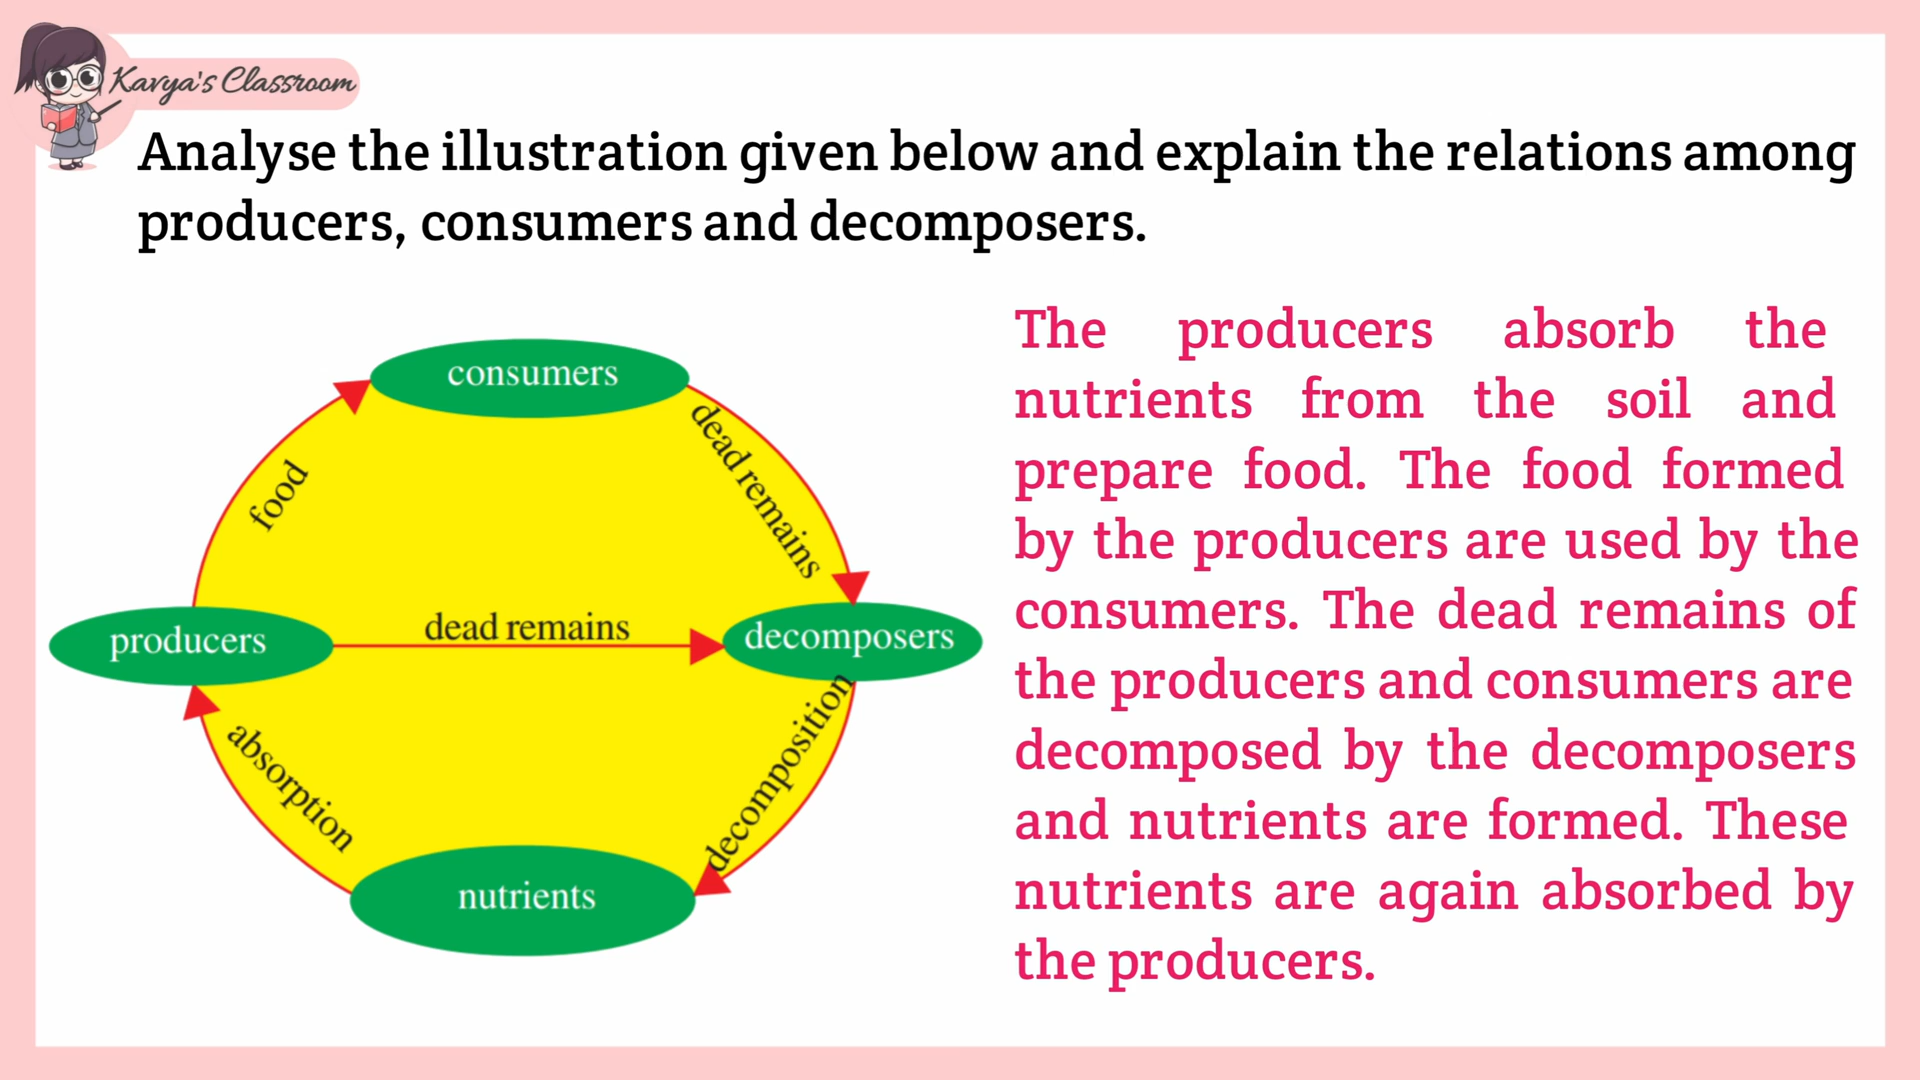 Karya's Classroom
Analyse the illustration given below and explain the relations among
producers, consumers and decomposers.
consumers
food
dead remains
producers
dead remains
decomposers
absorption
decomposition
nutrients
The producers absorb the
nutrients from the soil and
prepare food. The food formed
by the producers are used by the
consumers. The dead remains of
the producers and consumers are
decomposed by the decomposers
and nutrients are formed. These
nutrients are again absorbed by
the producers.